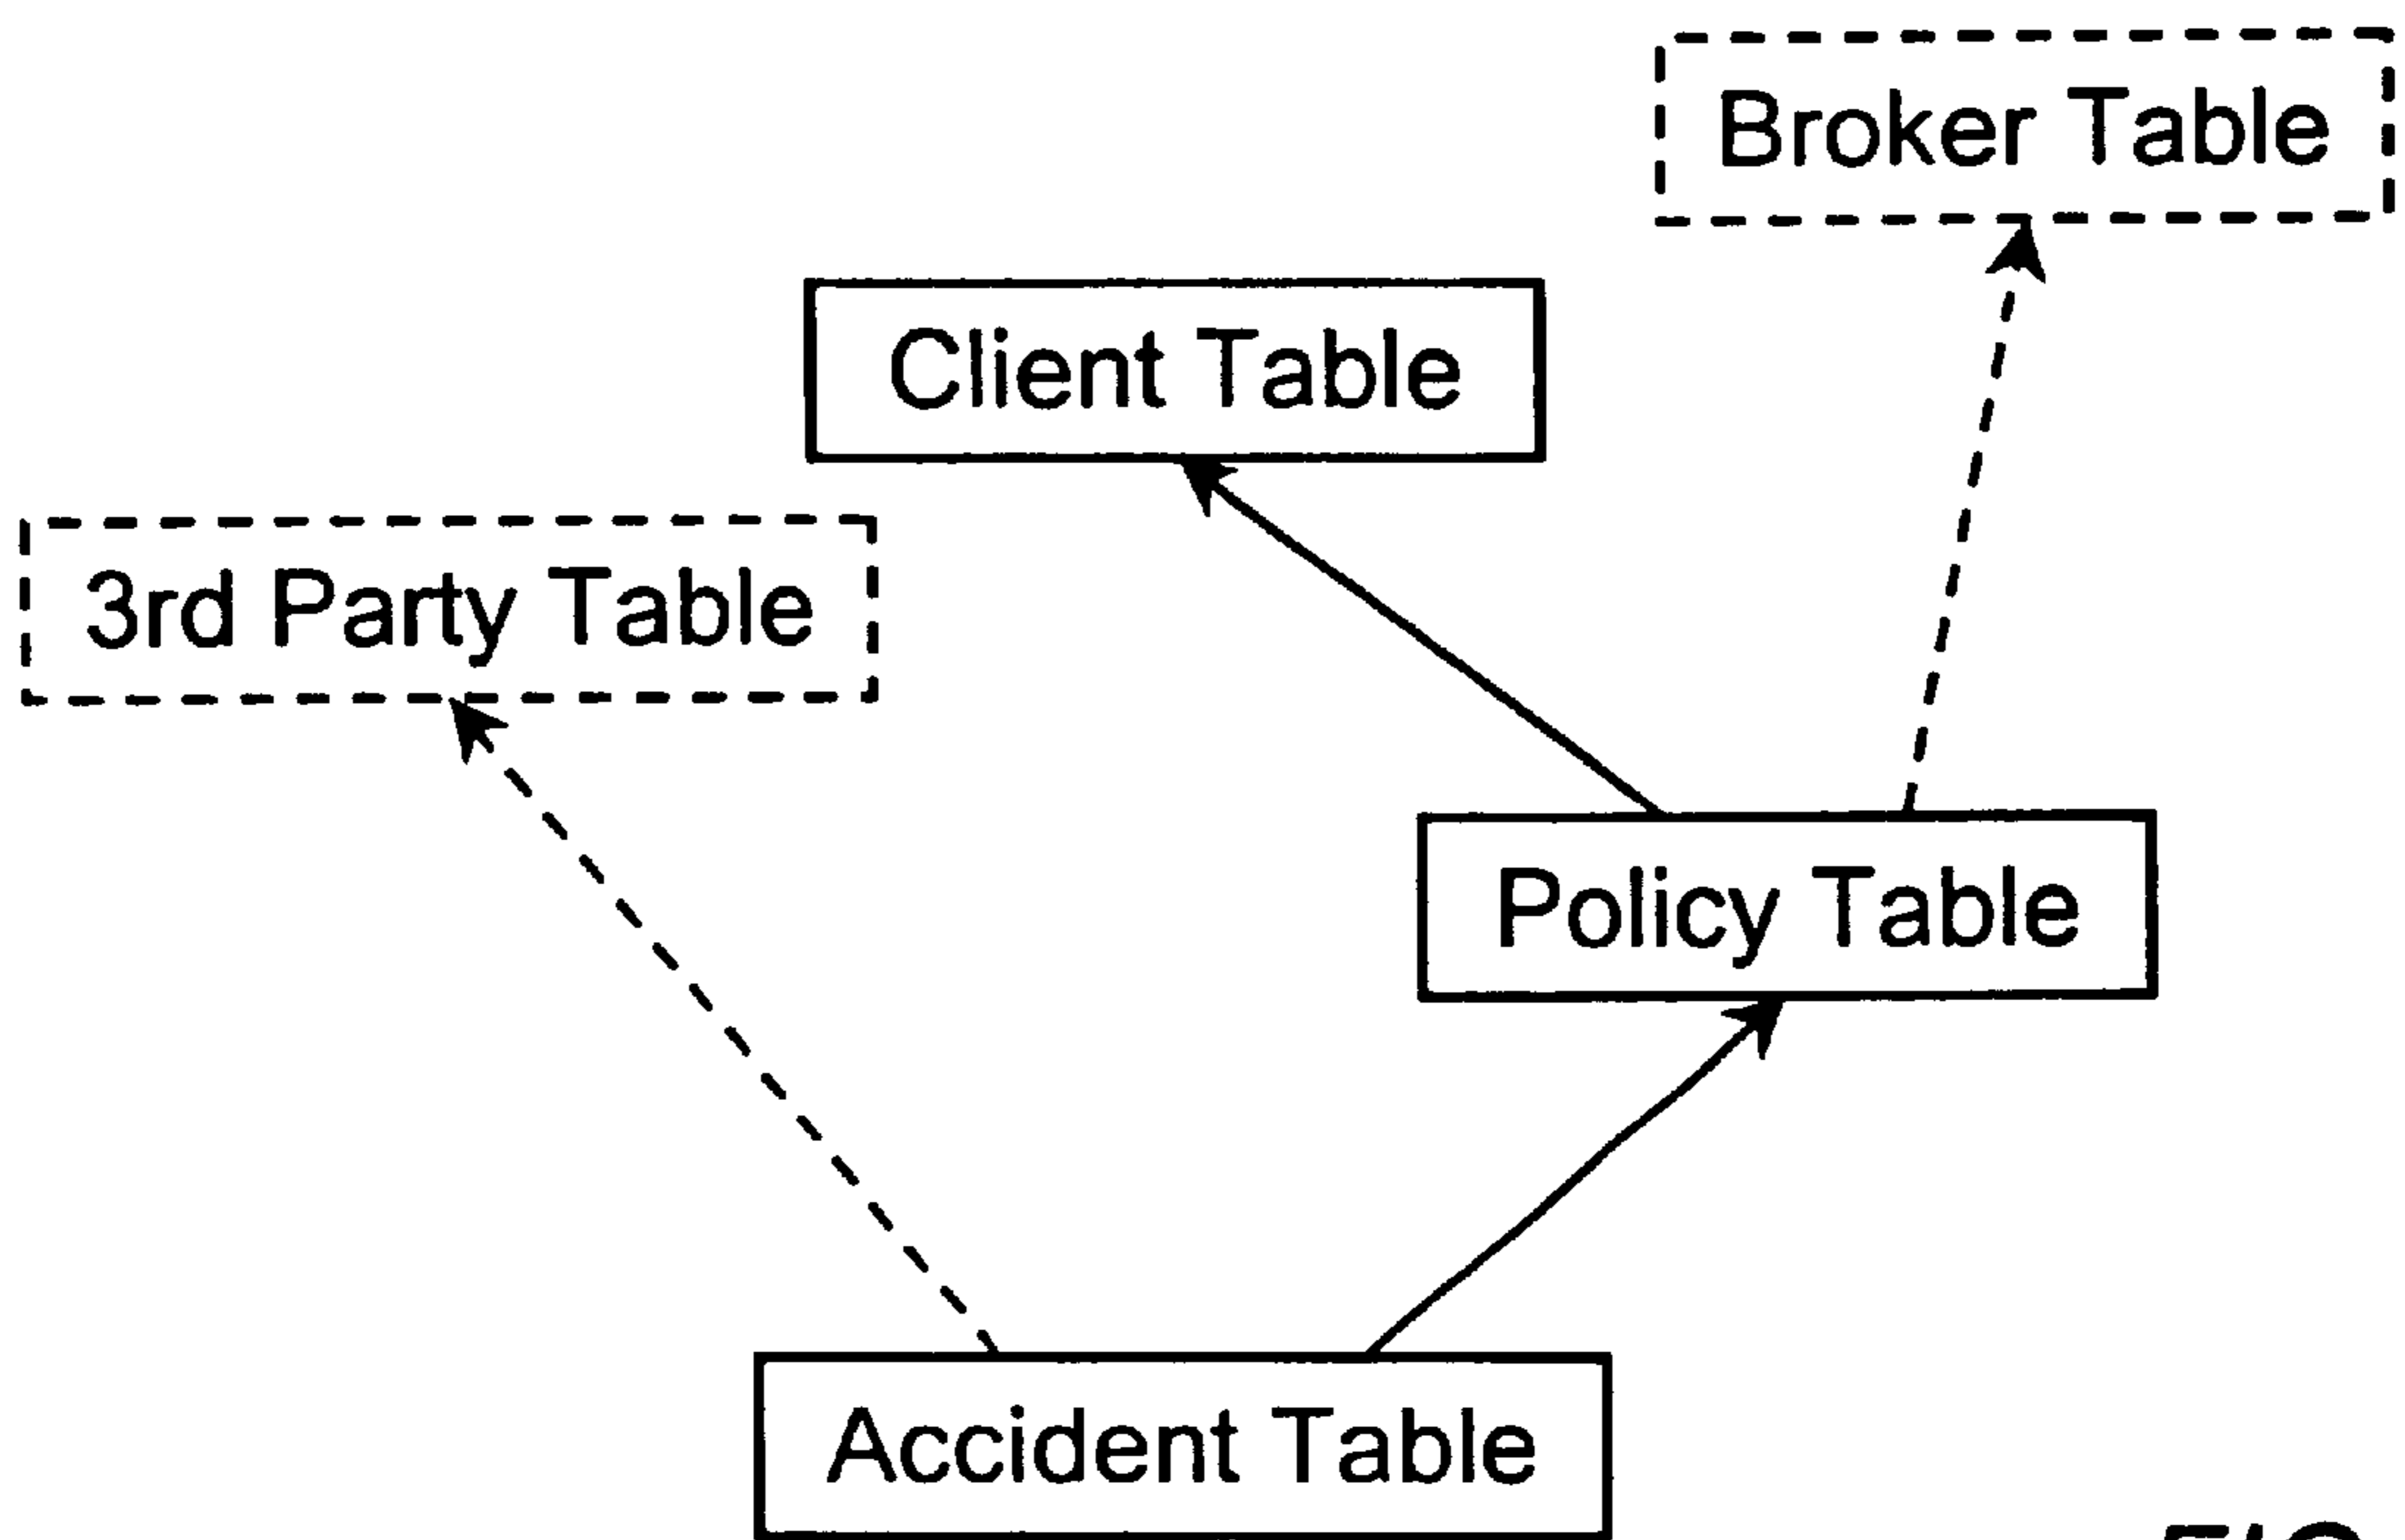 Broker Table
Client Table
3rd Party Table
Policy Table
Accident Table